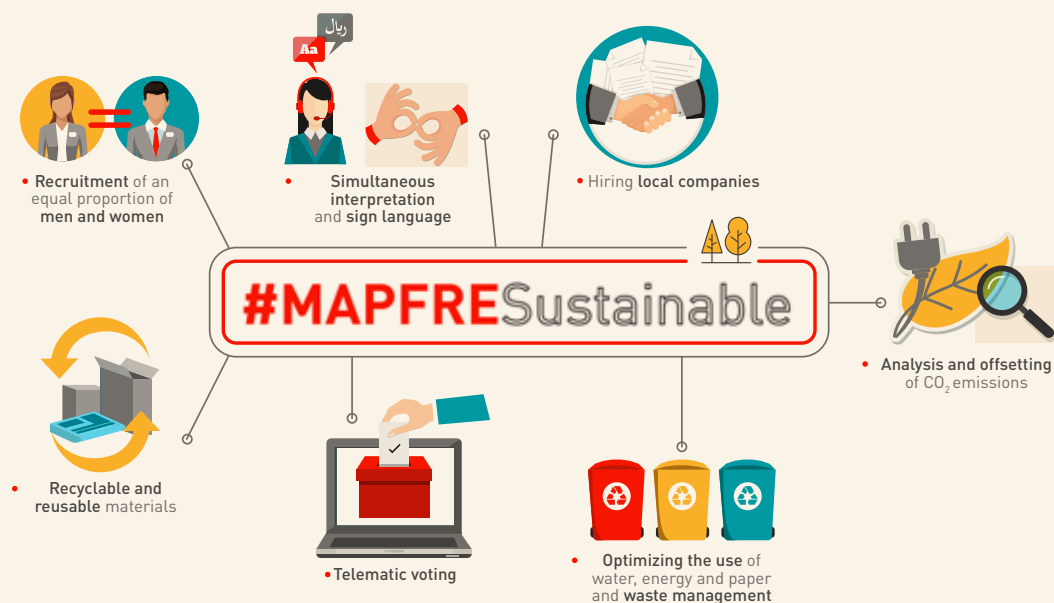 ريال
Aa
• Recruitment of an
equal proportion of
men and women
• Simultaneous
interpretation
and sign language
• Hiring local companies
#MAPFRESustainable
• Analysis and offsetting
of CO₂ emissions
• Recyclable and
reusable materials
• Telematic voting
• Optimizing the use of
water, energy and paper
and waste management